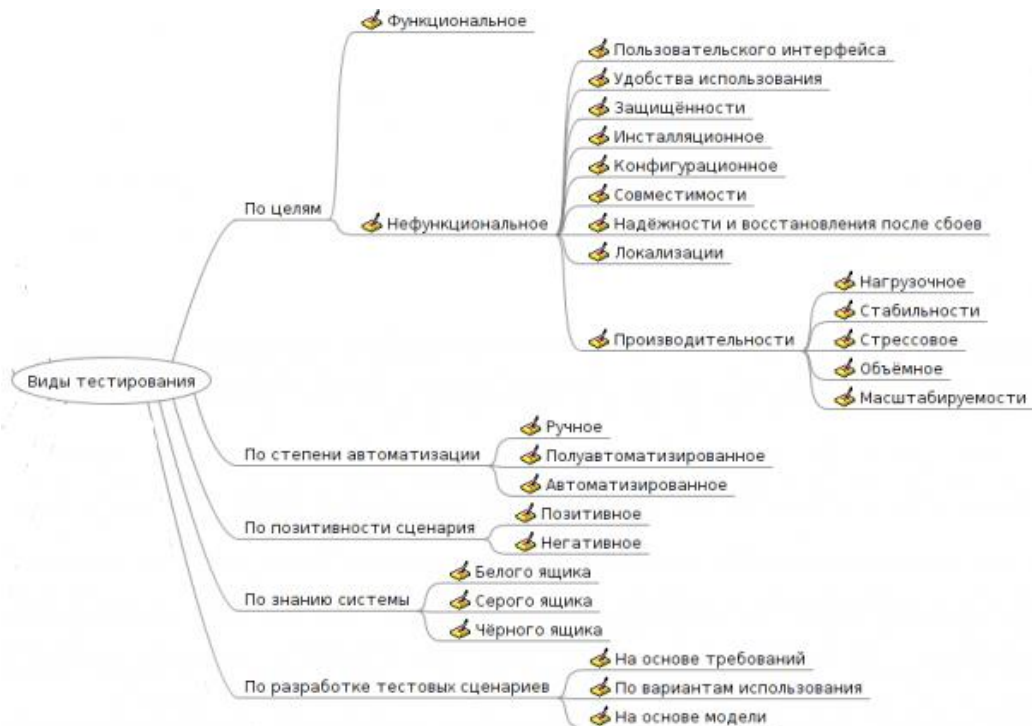 Функциональное
Пользовательского интерфейса
Удобства использования
Защищённости
Инсталляционное
Конфигурационное
Совместимости
По целям
Нефункциональное
Надёжности и восстановления после сбоев
Локализации
Нагрузочное
Стабильности
Производительности
Стрессовое
Объёмное
Масштабируемости
Виды тестирования
Ручное
По степени автоматизации
Полуавтоматизированное
Автоматизированное
Позитивное
По позитивности сценария
Негативное
Белого ящика
По знанию системы
Серого ящика
Чёрного ящика
На основе требований
По разработке тестовых сценариев
По вариантам использования
На основе модели